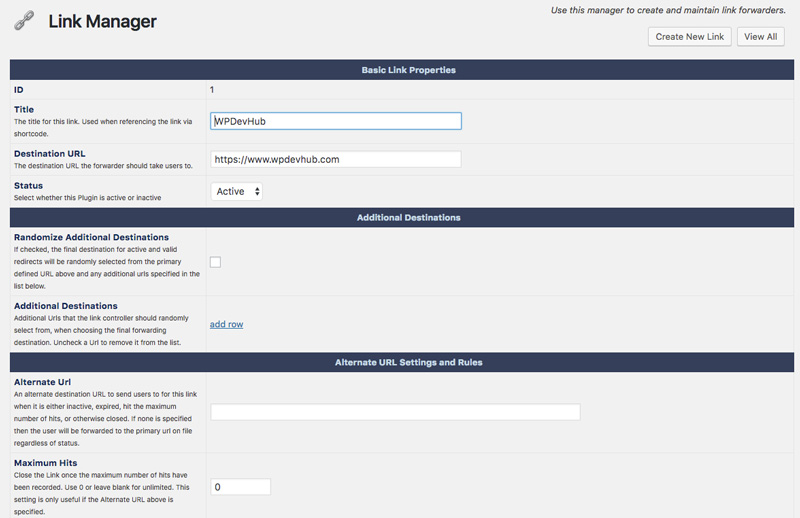 Link Manager
Use this manager to create and maintain link forwarders.
Create New Link
View All
Basic Link Properties
ID
1
Title
The title for this link. Used when referencing the link via
shortcode.
WPDevHub
Destination URL
The destination URL the forwarder should take users to.
https://www.wpdevhub.com
Status
Select whether this Plugin is active or inactive
Active
Additional Destinations
Randomize Additional Destinations
If checked, the final destination for active and valid
redirects will be randomly selected from the primary
defined URL above and any additional urls specified in the
list below.
Additional Destinations
Additional Urls that the link controller should randomly
select from, when choosing the final forwarding
destination. Uncheck a Url to remove it from the list.
add row
Alternate URL Settings and Rules
Alternate Url
An alternate destination URL to send users to for this link
when it is either inactive, expired, hit the maximum
number of hits, or otherwise closed. If none is specified
then the user will be forwarded to the primary url on file
regardless of status.
Maximum Hits
Close the Link once the maximum number of hits have
been recorded. Use 0 or leave blank for unlimited. This
setting is only useful if the Alternate URL above is
specified.
0